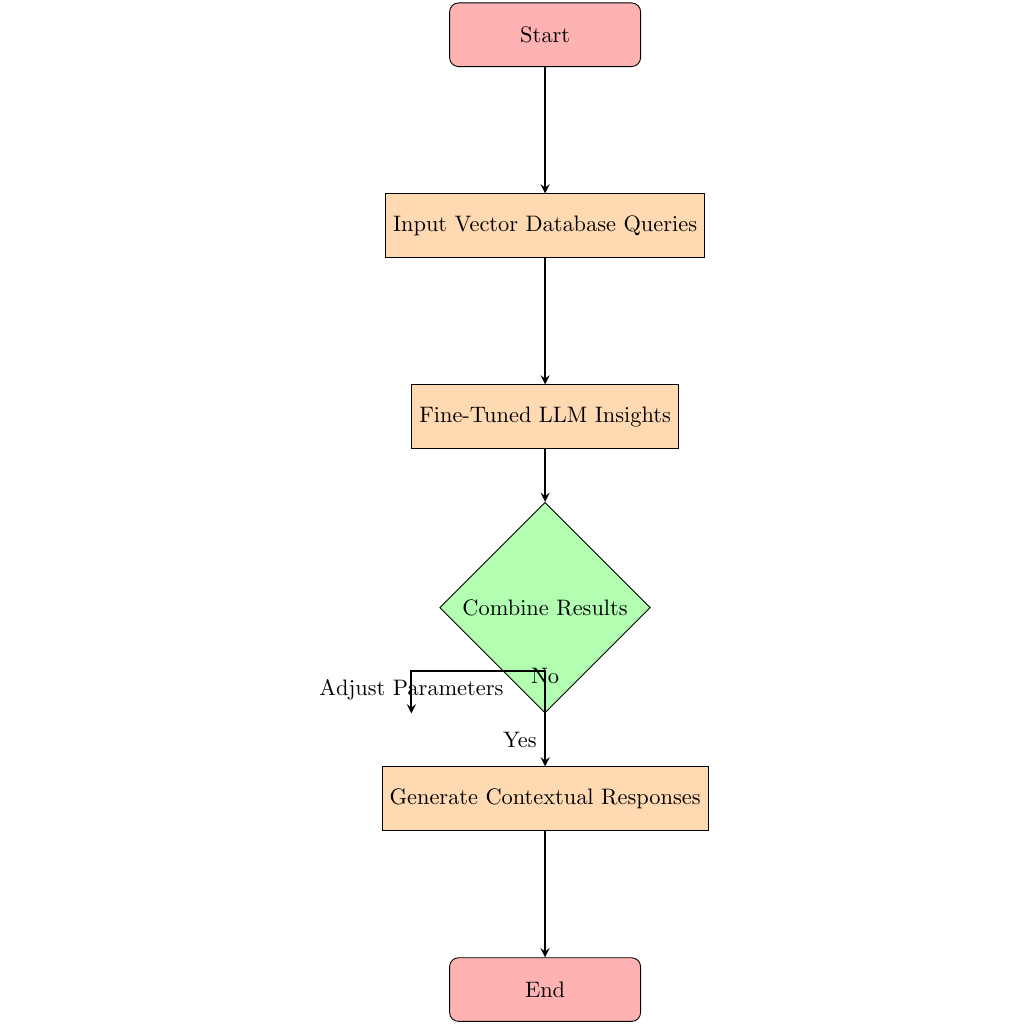 Start
Input Vector Database Queries
Fine-Tuned LLM Insights
Combine Results
No
Adjust Parameters
Yes
Generate Contextual Responses
End